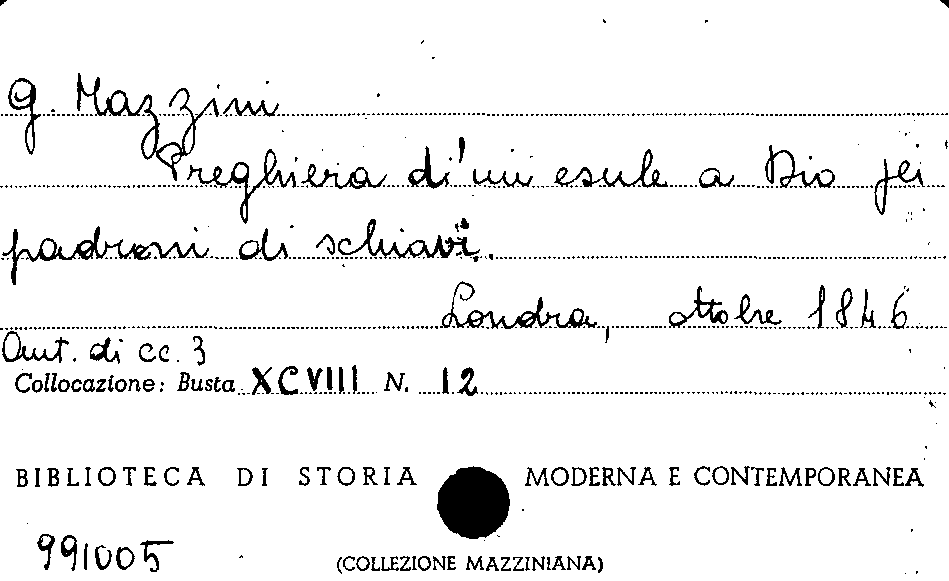 G. Mazzini
Preghiera d'un esule a Dio pei
padroni di schiavi.
Londra, ottobre 1846
Aut. di cc. 3
Collocazione: Busta XCVIII N. 12
BIBLIOTECA DI STORIA MODERNA E CONTEMPORANEA
991005
(COLLEZIONE MAZZINIANA)